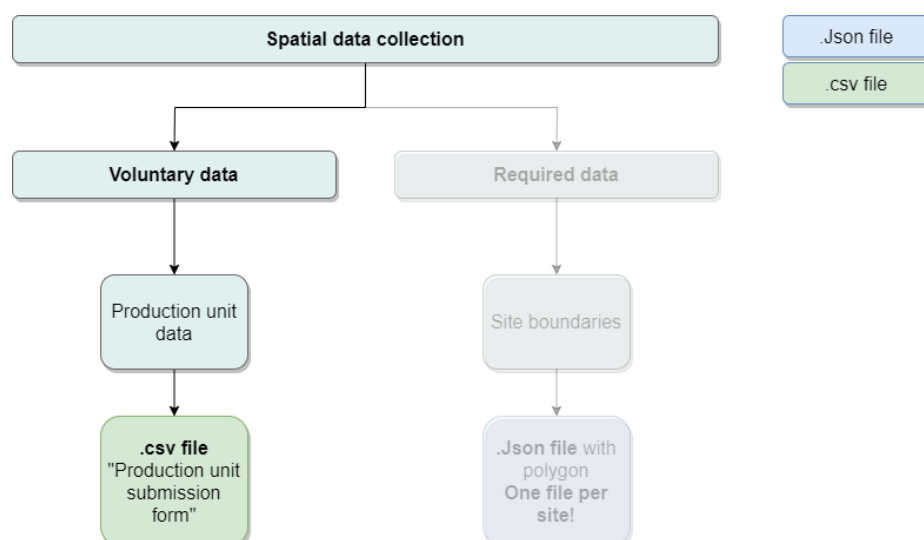 Spatial data collection
.Json file
.csv file
Voluntary data
Required data
Production unit
data
Site boundaries
.csv file
"Production unit
submission
form"
.Json file with
polygon
One file per
site!